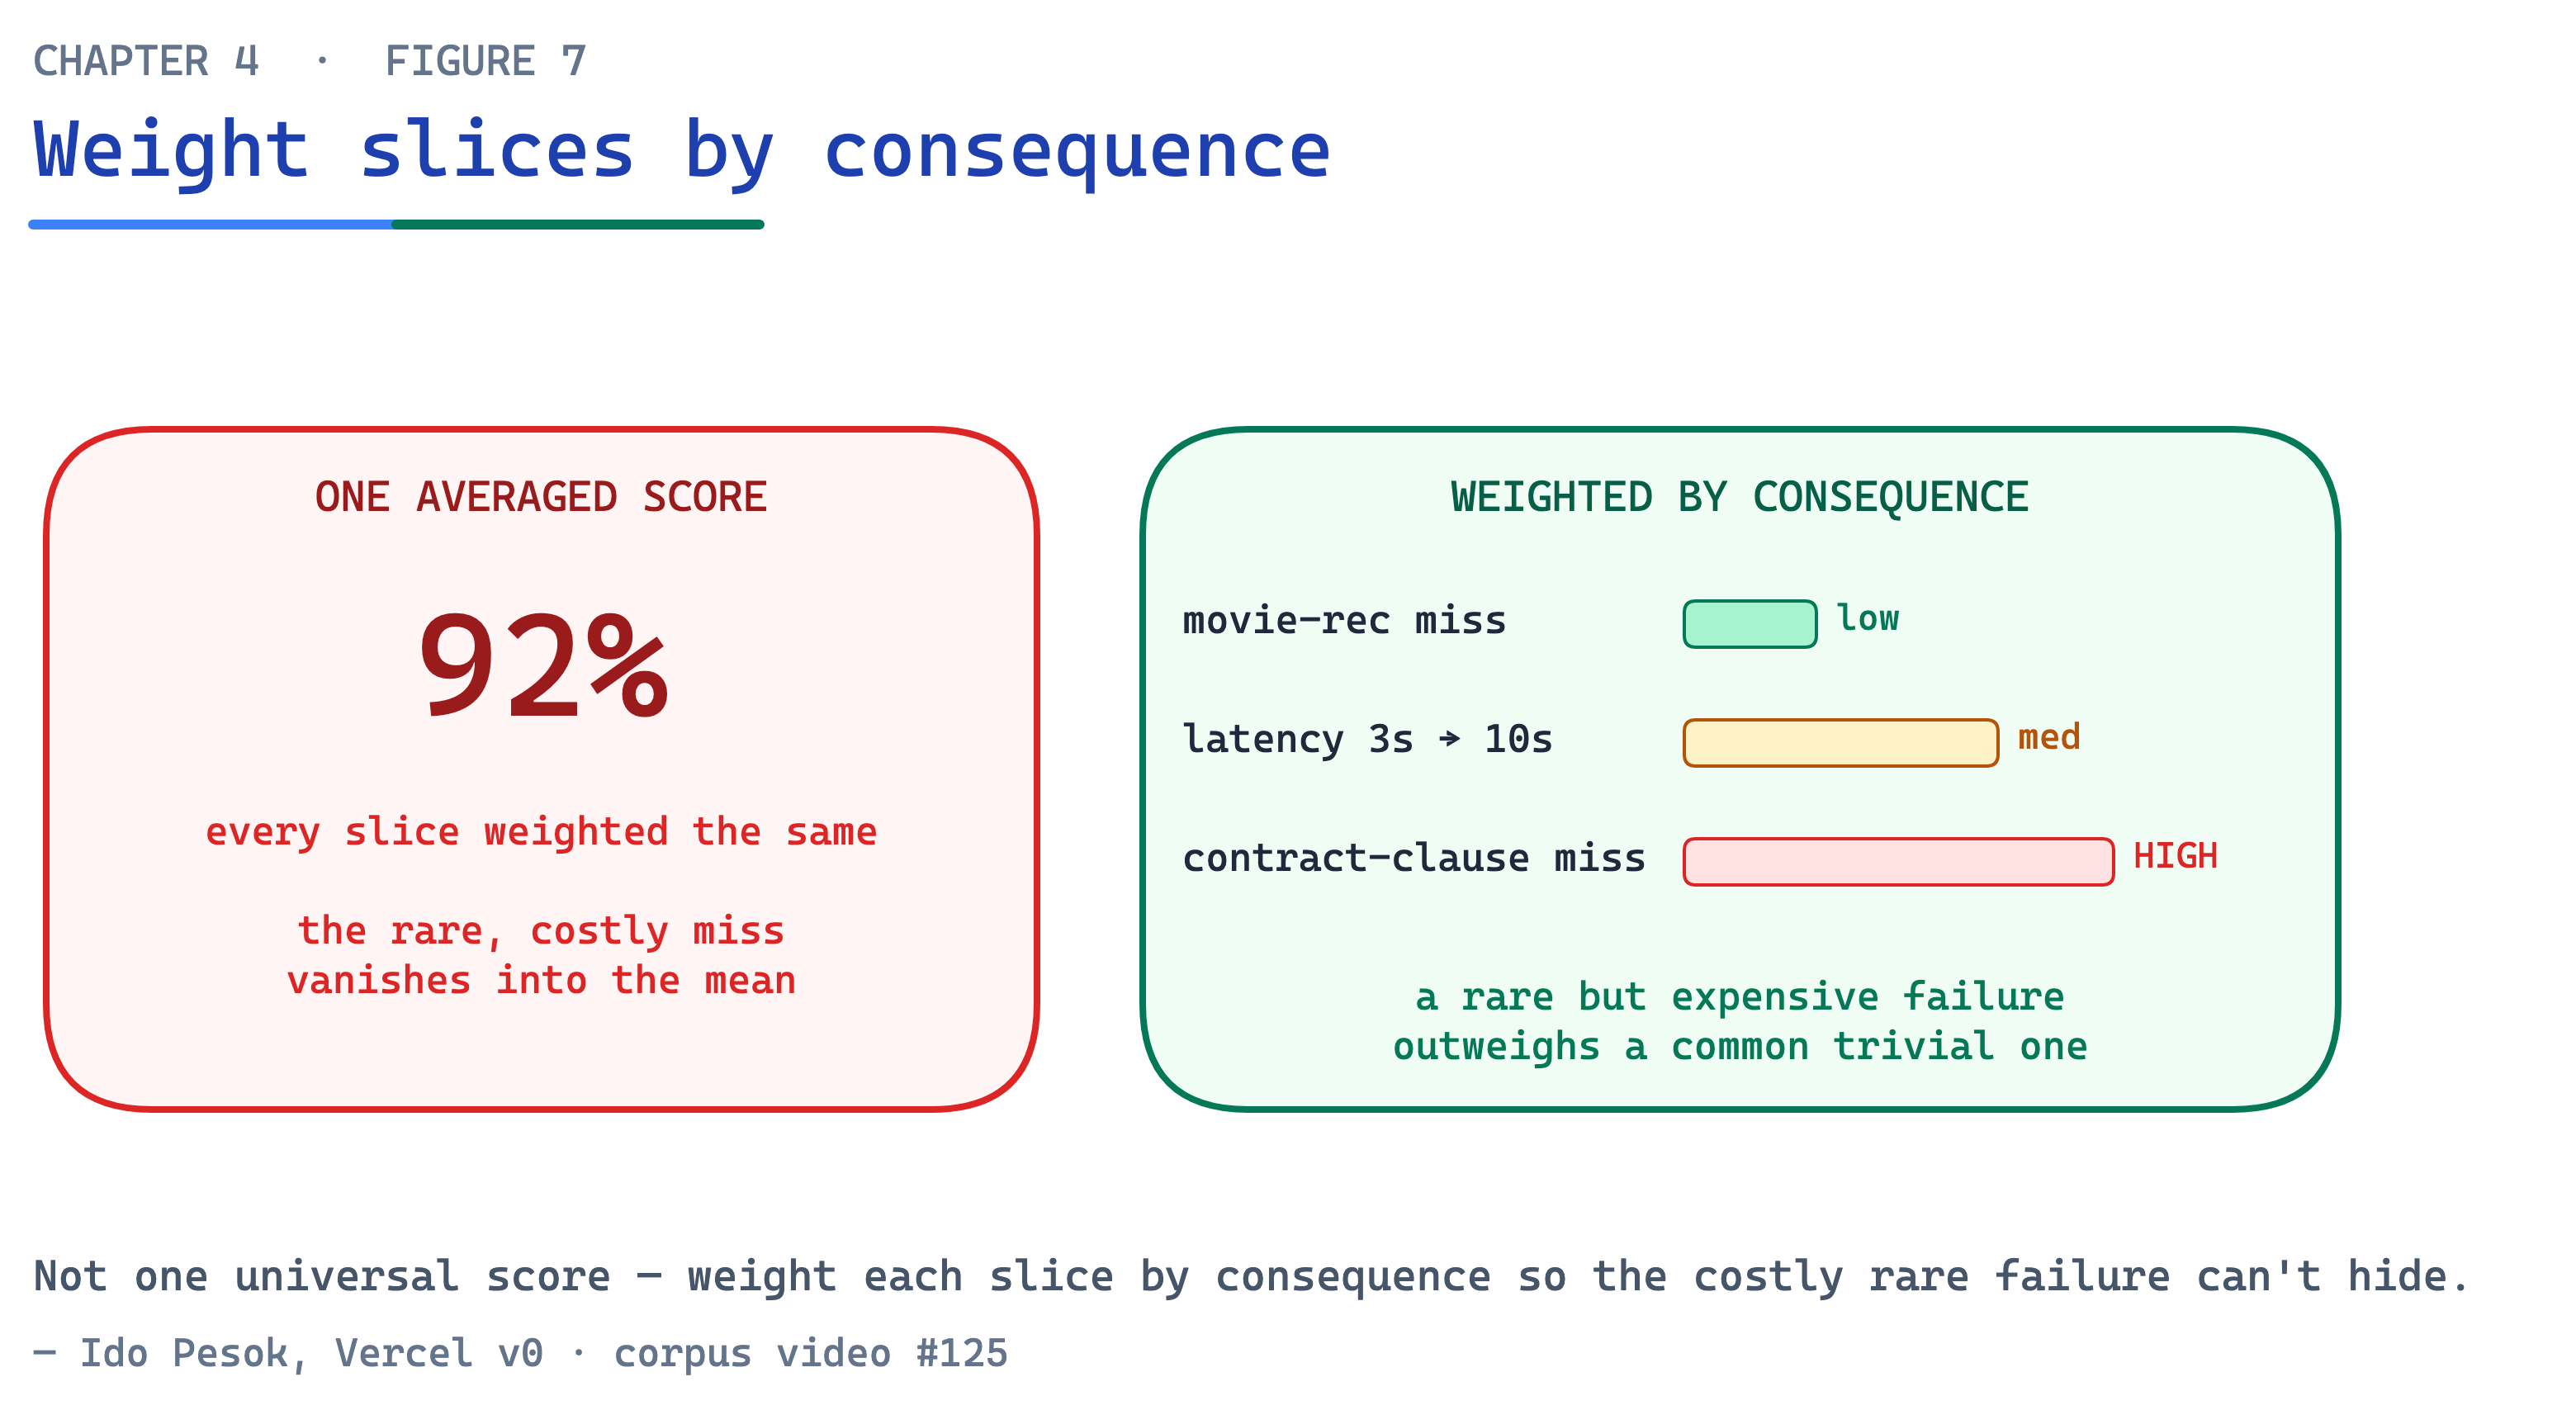 CHAPTER 4 · FIGURE 7
Weight slices by consequence
ONE AVERAGED SCORE
92%
every slice weighted the same
the rare, costly miss
vanishes into the mean
WEIGHTED BY CONSEQUENCE
movie-rec miss low
latency 3s → 10s med
contract-clause miss HIGH
a rare but expensive failure
outweighs a common trivial one
Not one universal score — weight each slice by consequence so the costly rare failure can't hide.
— Ido Pesok, Vercel v0 · corpus video #125